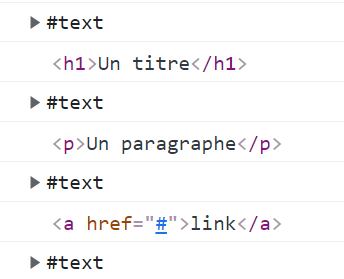 #text
<h1>Un titre</h1>
#text
<p>Un paragraphe</p>
#text
<a href="#">link</a>
#text